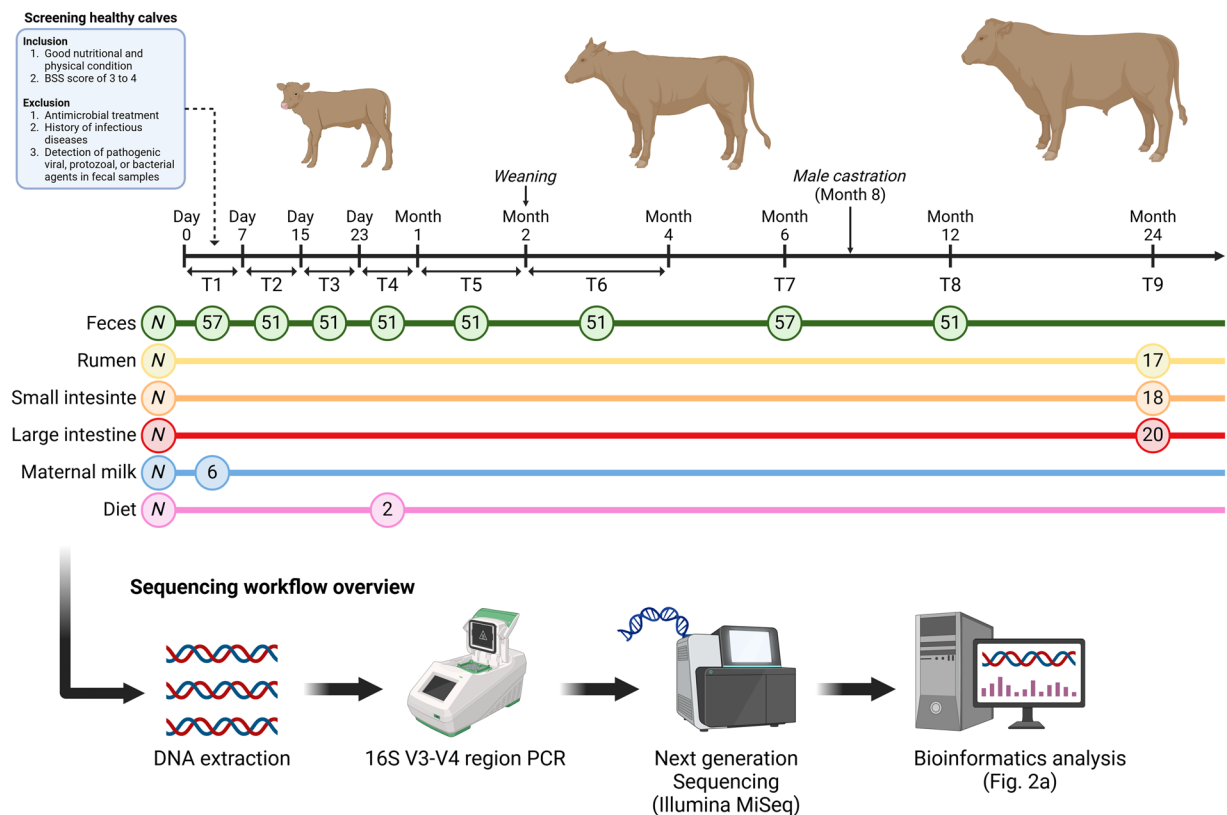 Screening healthy calves
Inclusion
1. Good nutritional and
physical condition
2. BSS score of 3 to 4
Exclusion
1. Antimicrobial treatment
2. History of infectious
diseases
3. Detection of pathogenic
viral, protozoal, or bacterial
agents in fecal samples
Weaning
Male castration
(Month 8)
Day Day Day Day Month Month Month Month Month Month
0 7 15 23 1 2 4 6 12 24
T1 T2 T3 T4 T5 T6 T7 T8 T9
Feces N 57 51 51 51 51 51 57 51
Rumen N 17
Small intesinte N 18
Large intestine N 20
Maternal milk N 6
Diet N 2
Sequencing workflow overview
DNA extraction
16S V3-V4 region PCR
Next generation
Sequencing
(Illumina MiSeq)
Bioinformatics analysis
(Fig. 2a)